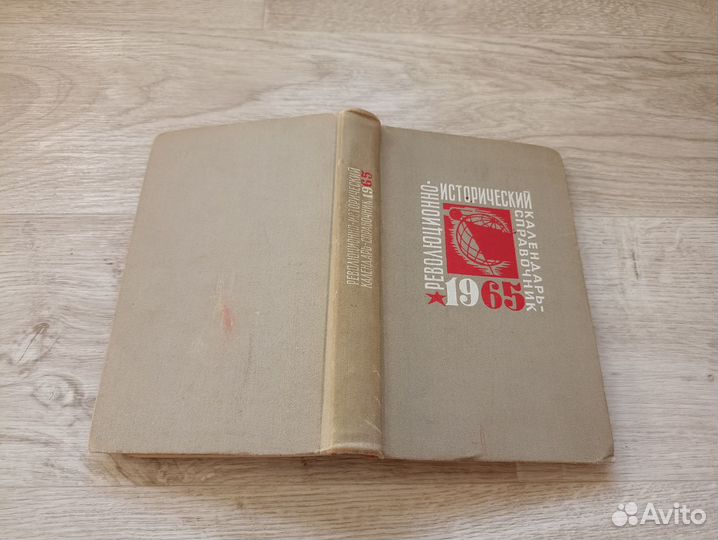 РЕВОЛЮЦИОННО-ИСТОРИЧЕСКИЙ
КАЛЕНДАРЬ-СПРАВОЧНИК 1965
РЕВОЛЮЦИОННО-
ИСТОРИЧЕСКИЙ
КАЛЕНДАРЬ-
СПРАВОЧНИК
1965
Avito